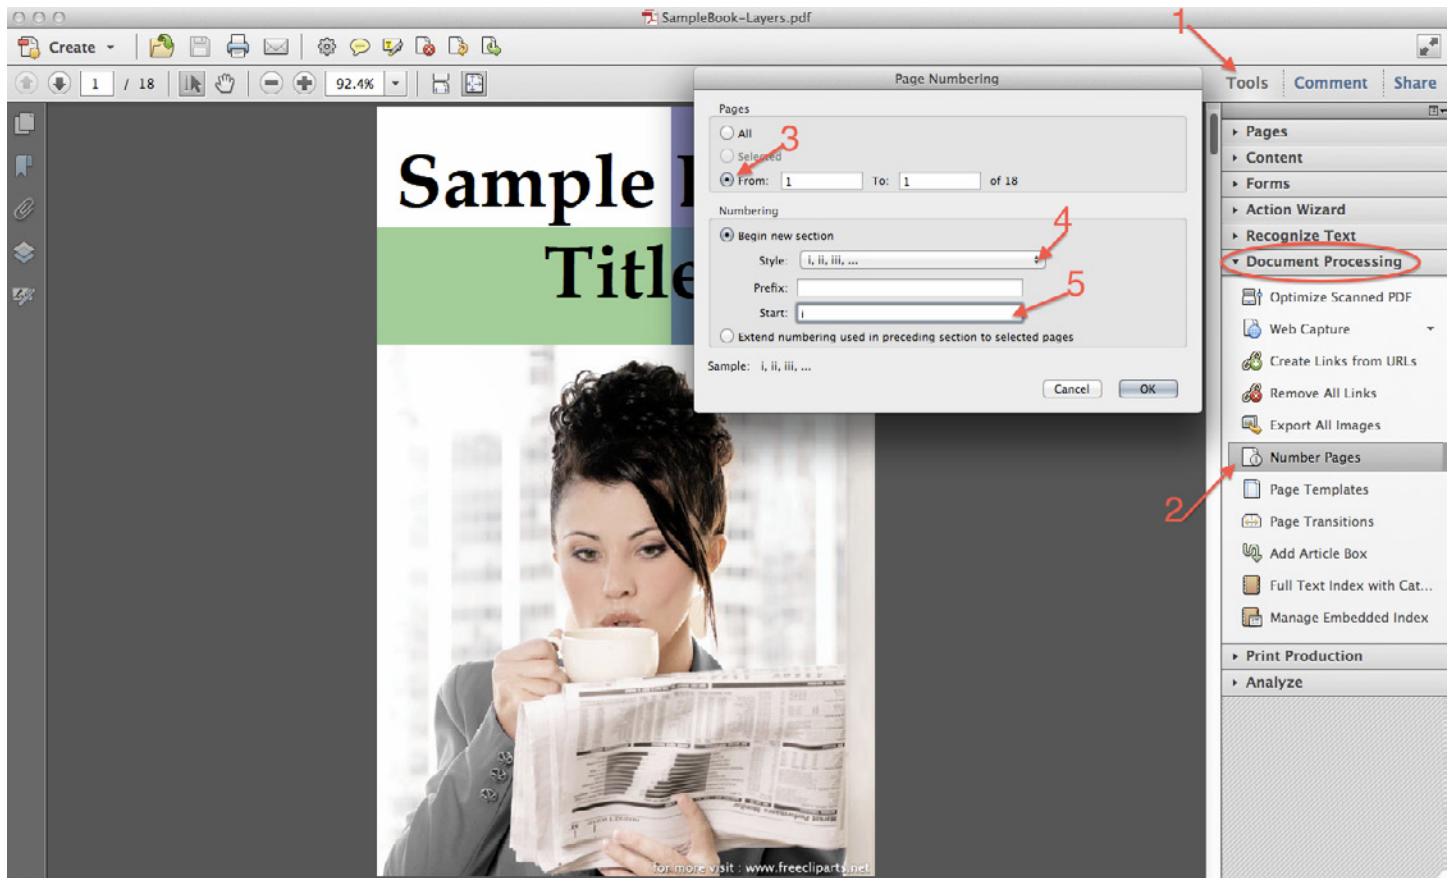 SampleBook-Layers.pdf
1
Create
1 / 18
92.4%
Tools Comment Share
Page Numbering
Pages
All
3
Selected
From: 1 To: 1 of 18
Numbering
Begin new section
4
Style: i, ii, iii, ...
Prefix:
5
Start: i
Extend numbering used in preceding section to selected pages
Sample: i, ii, iii, ...
Cancel OK
Sample
Title
for more visit : www.freecliparts.net
Pages
Content
Forms
Action Wizard
Recognize Text
Document Processing
Optimize Scanned PDF
Web Capture
Create Links from URLs
Remove All Links
Export All Images
Number Pages
2
Page Templates
Page Transitions
Add Article Box
Full Text Index with Cat...
Manage Embedded Index
Print Production
Analyze